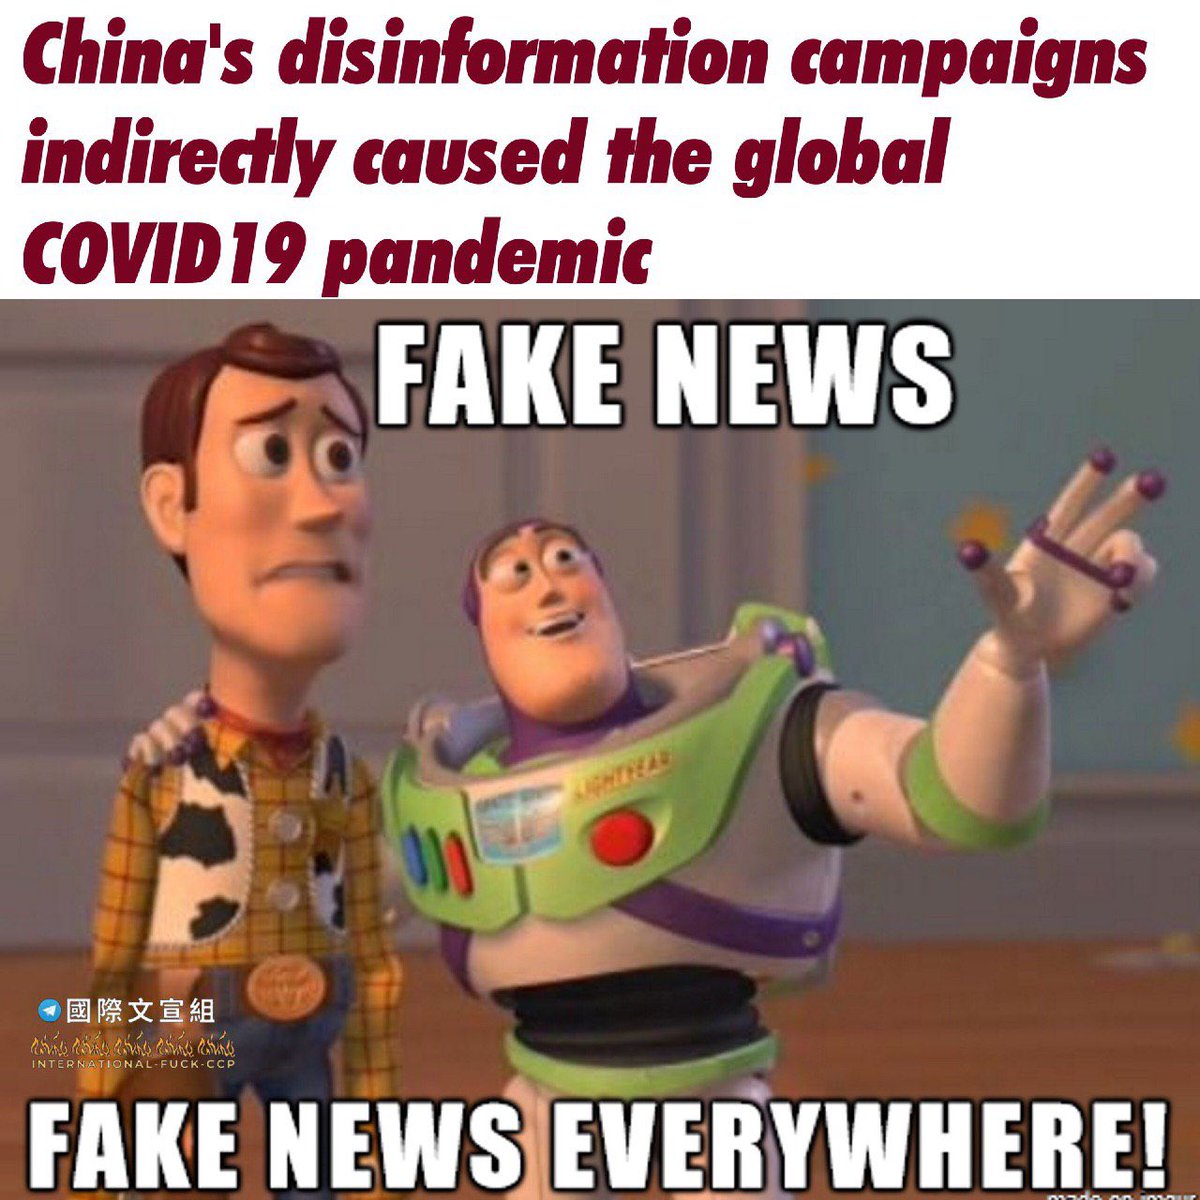 China's disinformation campaigns
indirectly caused the global
COVID19 pandemic
FAKE NEWS
LIGHTYEAR
國際文宣組
INTERNATIONAL-FUCK-CCP
FAKE NEWS EVERYWHERE!